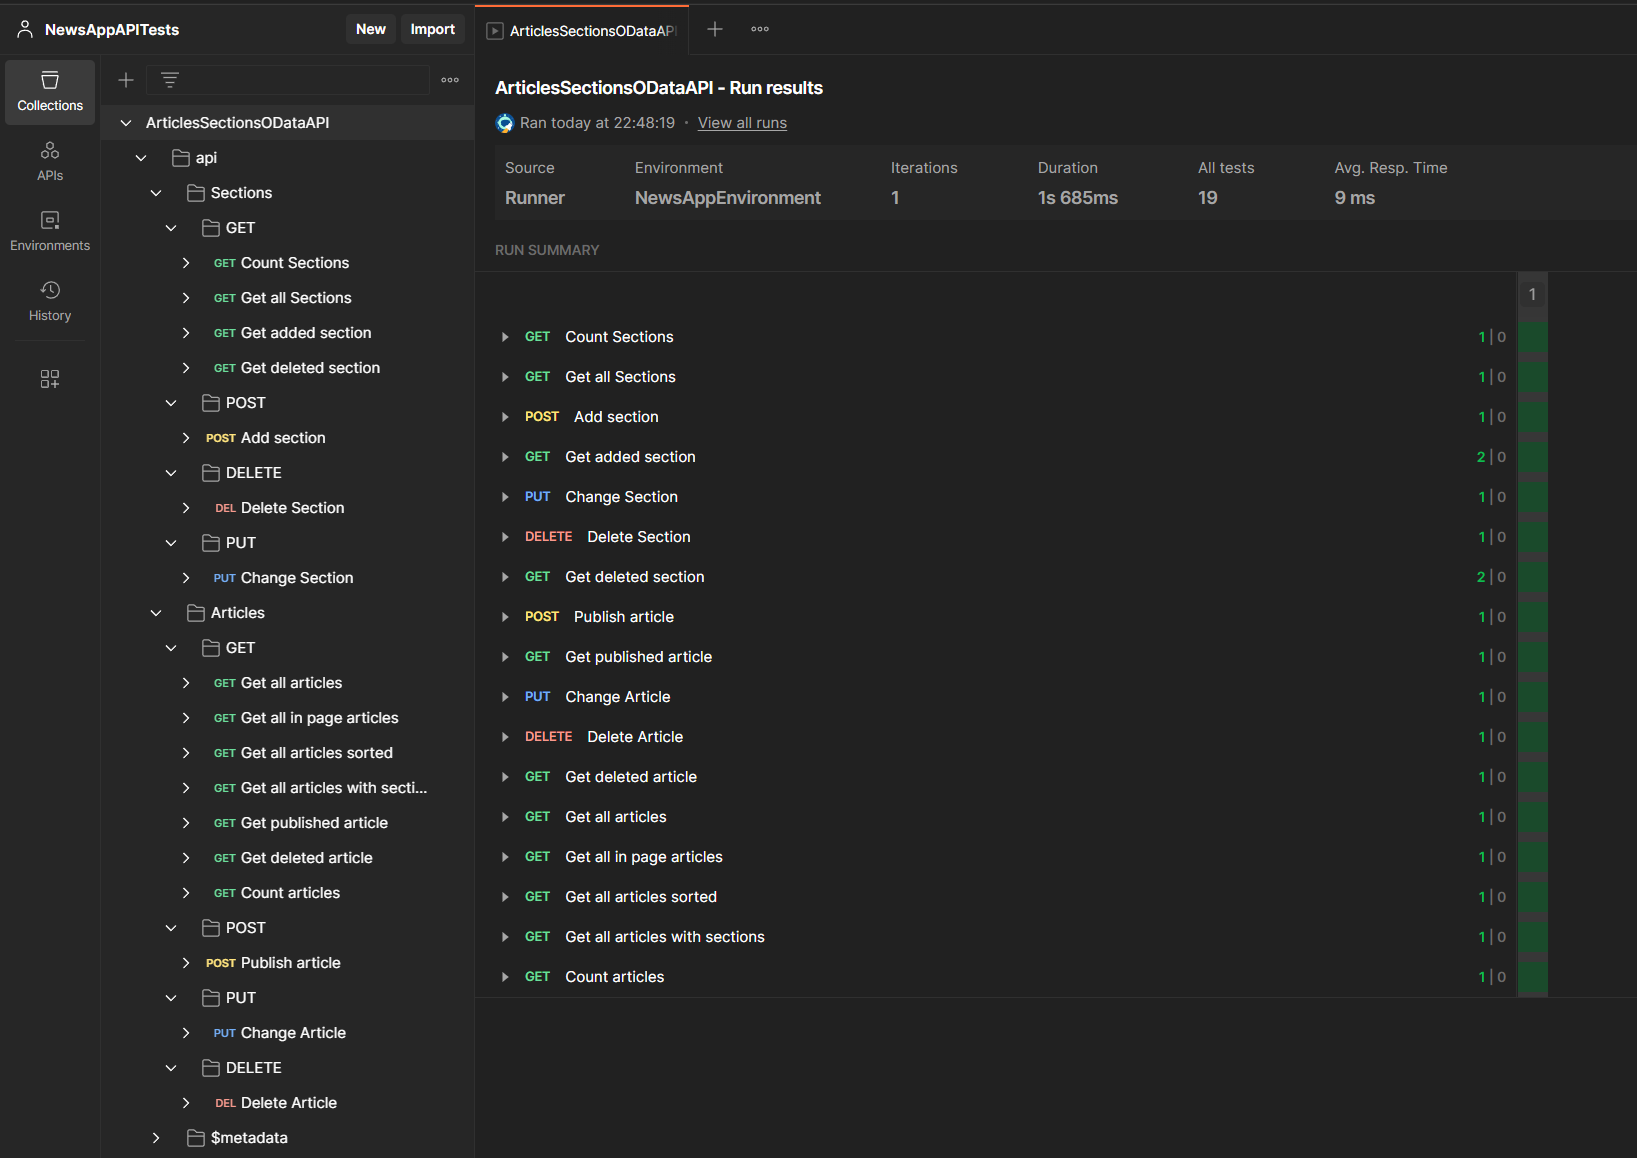 NewsAppAPITests
New
Import
Collections
APIs
Environments
History
ArticlesSectionsODataAPI
api
Sections
GET
GET Count Sections
GET Get all Sections
GET Get added section
GET Get deleted section
POST
POST Add section
DELETE
DEL Delete Section
PUT
PUT Change Section
Articles
GET
GET Get all articles
GET Get all in page articles
GET Get all articles sorted
GET Get all articles with secti...
GET Get published article
GET Get deleted article
GET Count articles
POST
POST Publish article
PUT
PUT Change Article
DELETE
DEL Delete Article
$metadata
ArticlesSectionsODataAPI
ArticlesSectionsODataAPI - Run results
Ran today at 22:48:19 · View all runs
Source Environment Iterations Duration All tests Avg. Resp. Time
Runner NewsAppEnvironment 1 1s 685ms 19 9 ms
RUN SUMMARY
1
GET Count Sections 1 | 0
GET Get all Sections 1 | 0
POST Add section 1 | 0
GET Get added section 2 | 0
PUT Change Section 1 | 0
DELETE Delete Section 1 | 0
GET Get deleted section 2 | 0
POST Publish article 1 | 0
GET Get published article 1 | 0
PUT Change Article 1 | 0
DELETE Delete Article 1 | 0
GET Get deleted article 1 | 0
GET Get all articles 1 | 0
GET Get all in page articles 1 | 0
GET Get all articles sorted 1 | 0
GET Get all articles with sections 1 | 0
GET Count articles 1 | 0